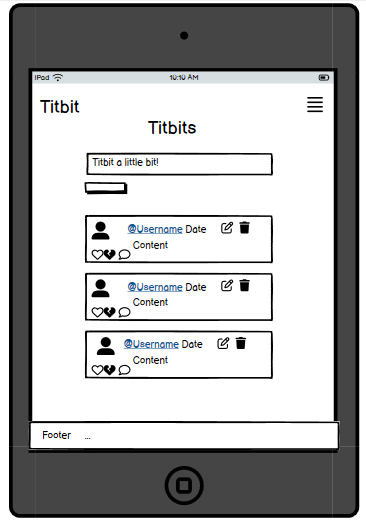 iPad 10:10 AM
Titbit
Titbits
Titbit a little bit!
@Username Date
Content
@Username Date
Content
@Username Date
Content
Footer ...